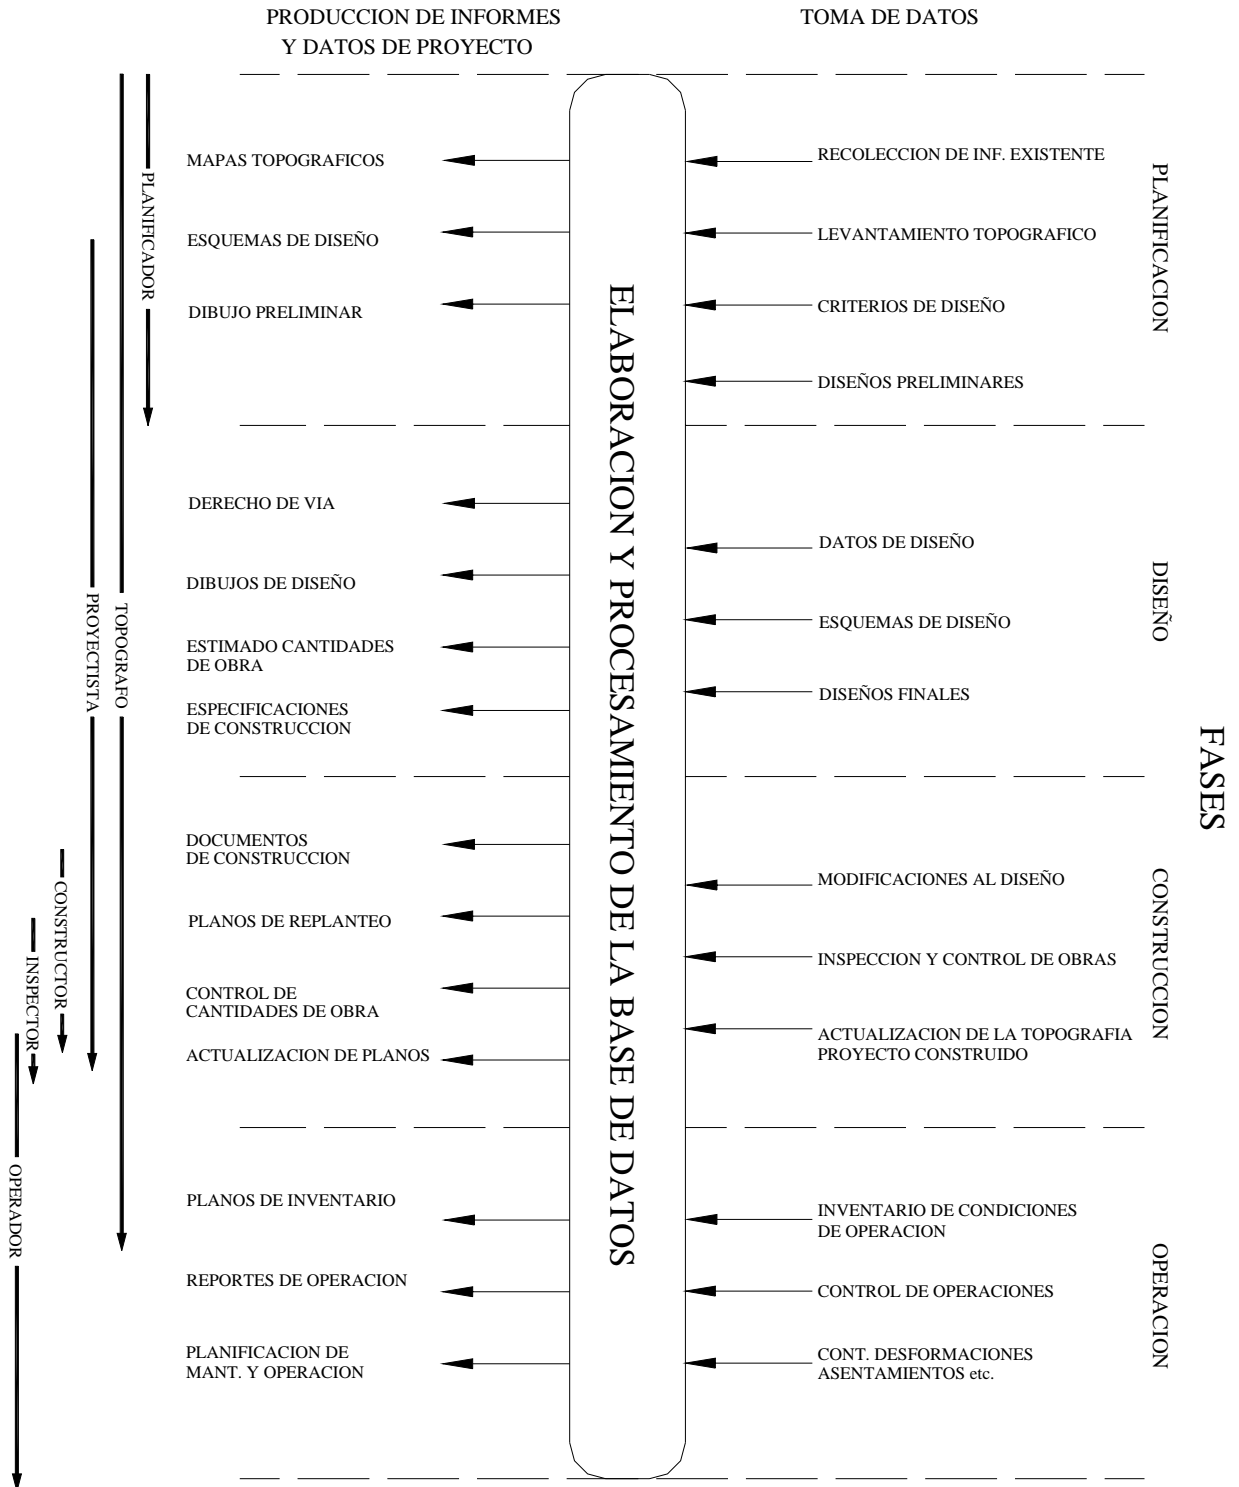 PRODUCCION DE INFORMES
Y DATOS DE PROYECTO
TOMA DE DATOS
MAPAS TOPOGRAFICOS
ESQUEMAS DE DISEÑO
DIBUJO PRELIMINAR
DERECHO DE VIA
DIBUJOS DE DISEÑO
ESTIMADO CANTIDADES
DE OBRA
ESPECIFICACIONES
DE CONSTRUCCION
DOCUMENTOS
DE CONSTRUCCION
PLANOS DE REPLANTEO
CONTROL DE
CANTIDADES DE OBRA
ACTUALIZACION DE PLANOS
PLANOS DE INVENTARIO
REPORTES DE OPERACION
PLANIFICACION DE
MANT. Y OPERACION
ELABORACION Y PROCESAMIENTO DE LA BASE DE DATOS
RECOLECCION DE INF. EXISTENTE
LEVANTAMIENTO TOPOGRAFICO
CRITERIOS DE DISEÑO
DISEÑOS PRELIMINARES
DATOS DE DISEÑO
ESQUEMAS DE DISEÑO
DISEÑOS FINALES
MODIFICACIONES AL DISEÑO
INSPECCION Y CONTROL DE OBRAS
ACTUALIZACION DE LA TOPOGRAFIA
PROYECTO CONSTRUIDO
INVENTARIO DE CONDICIONES
DE OPERACION
CONTROL DE OPERACIONES
CONT. DESFORMACIONES
ASENTAMIENTOS etc.
PLANIFICACION
DISEÑO
CONSTRUCCION
OPERACION
FASES
PLANIFICADOR
TOPOGRAFO
PROYECTISTA
CONSTRUCTOR
INSPECTOR
OPERADOR